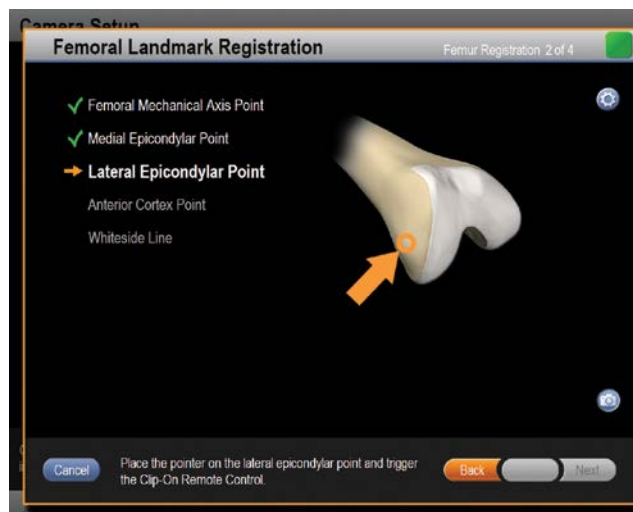 Camera Setup
Femoral Landmark Registration
Femur Registration 2 of 4
Femoral Mechanical Axis Point
Medial Epicondylar Point
Lateral Epicondylar Point
Anterior Cortex Point
Whiteside Line
Cancel
Place the pointer on the lateral epicondylar point and trigger
the Clip-On Remote Control.
Back
Next